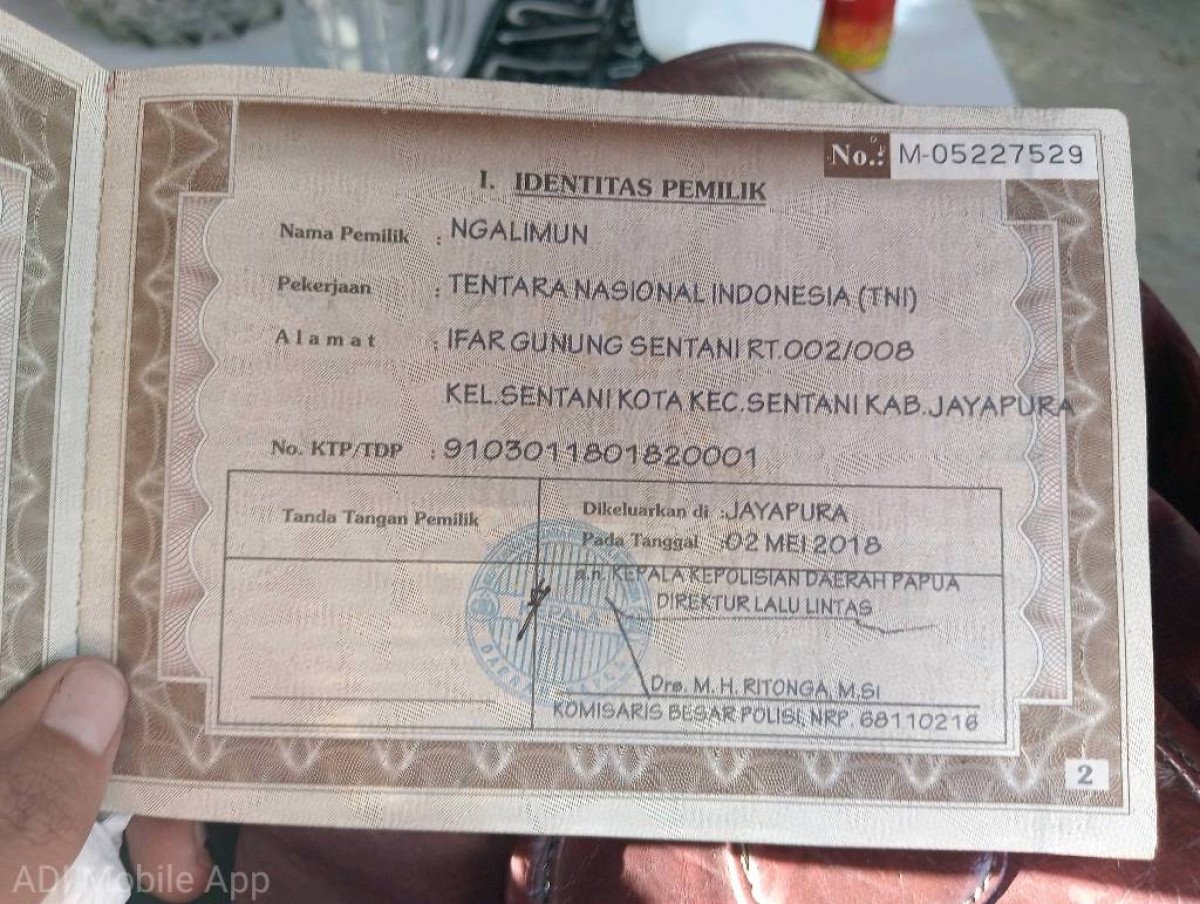 No.: M-05227529
I. IDENTITAS PEMILIK
Nama Pemilik : NGALIMUN
Pekerjaan : TENTARA NASIONAL INDONESIA (TNI)
Alamat : IFAR GUNUNG SENTANI RT.002/008
KEL.SENTANI KOTA KEC.SENTANI KAB.JAYAPURA
No. KTP/TDP : 9103011801820001
Tanda Tangan Pemilik
Dikeluarkan di : JAYAPURA
Pada Tanggal : 02 MEI 2018
a.n. KEPALA KEPOLISIAN DAERAH PAPUA
DIREKTUR LALU LINTAS
KEPALA
Drs. M. H. RITONGA, M.SI
KOMISARIS BESAR POLISI, NRP. 68110216
2
ADI Mobile App